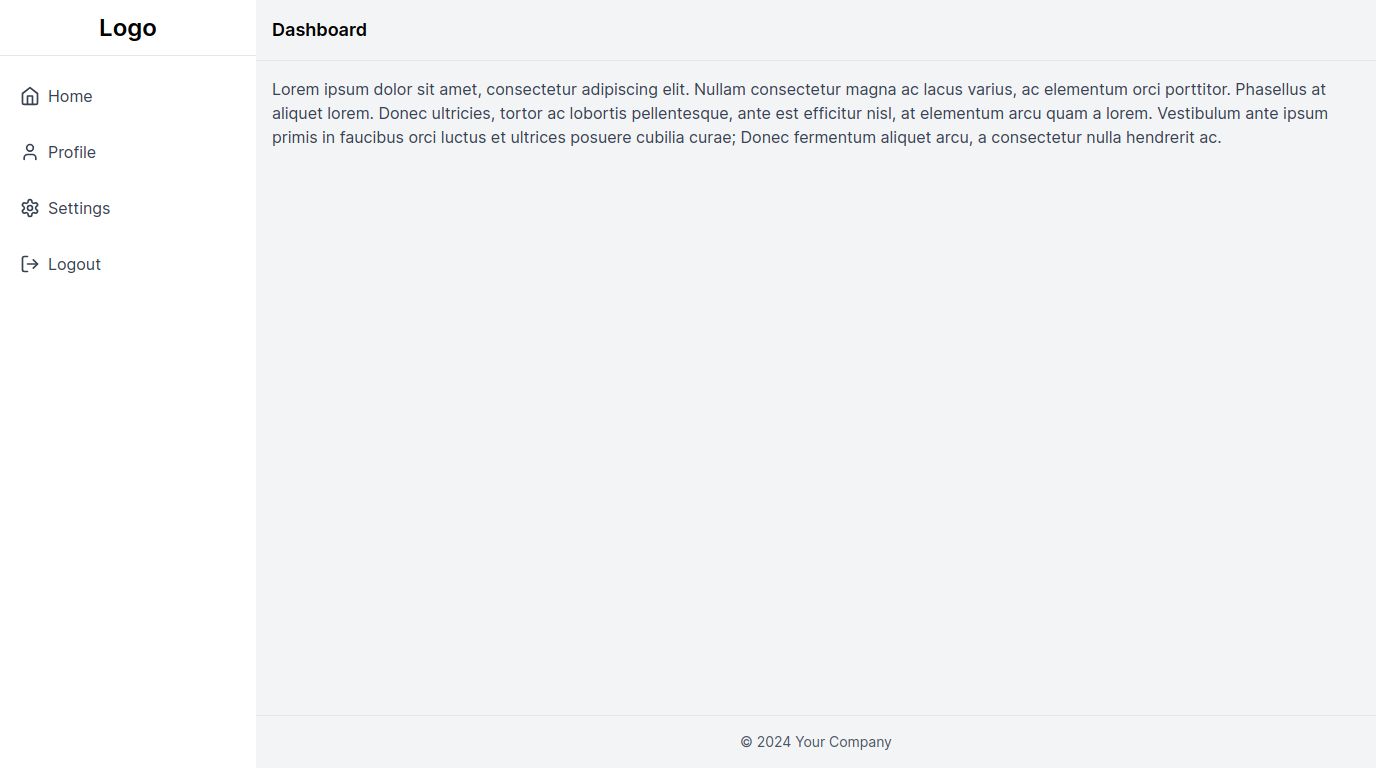 Logo
Home
Profile
Settings
Logout
Dashboard
Lorem ipsum dolor sit amet, consectetur adipiscing elit. Nullam consectetur magna ac lacus varius, ac elementum orci porttitor. Phasellus at
aliquet lorem. Donec ultricies, tortor ac lobortis pellentesque, ante est efficitur nisl, at elementum arcu quam a lorem. Vestibulum ante ipsum
primis in faucibus orci luctus et ultrices posuere cubilia curae; Donec fermentum aliquet arcu, a consectetur nulla hendrerit ac.
© 2024 Your Company